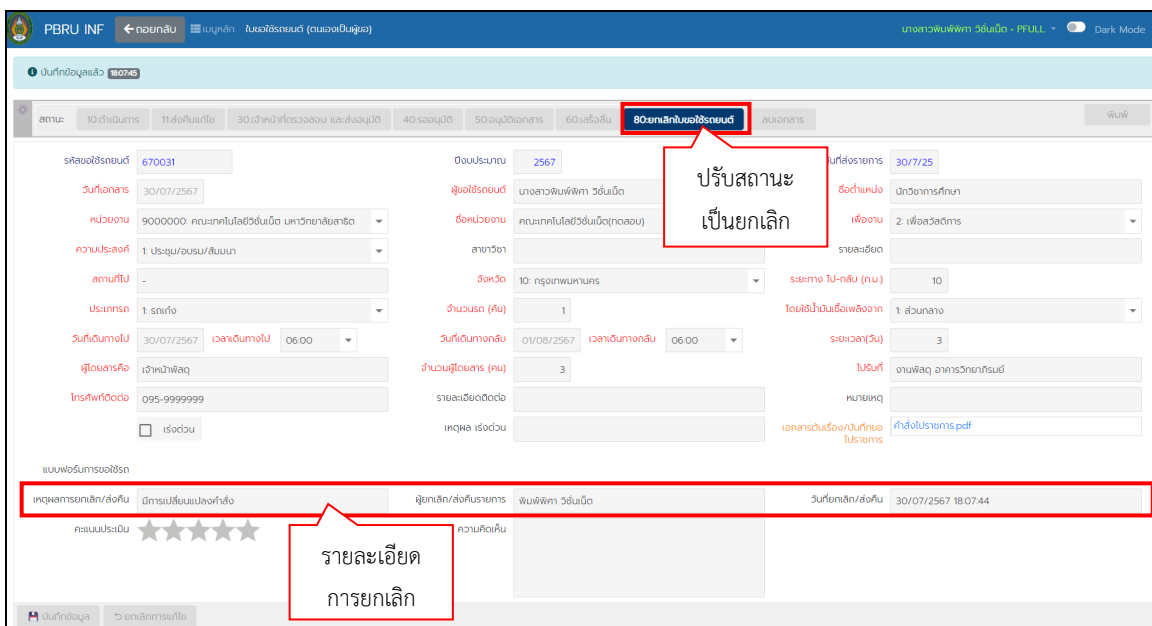 PBRU INF ถอยกลับ เมนูหลัก ใบขอใช้รถยนต์ (ตนเองเป็นผู้ขอ) นางสาวพิมพ์พิศา วิชั่นเน็ต - PFULL Dark Mode
บันทึกข้อมูลแล้ว 18:07:45
สถานะ 10:ดำเนินการ 11:ส่งคืนแก้ไข 30:เจ้าหน้าที่ตรวจสอบ และส่งอนุมัติ 40:รออนุมัติ 50:อนุมัติเอกสาร 60:เสร็จสิ้น 80:ยกเลิกใบขอใช้รถยนต์ ลบเอกสาร พิมพ์
ปรับสถานะ
เป็นยกเลิก
รหัสขอใช้รถยนต์ 670031 ปีงบประมาณ 2567 วันที่ส่งรายการ 30/7/25
วันที่เอกสาร 30/07/2567 ผู้ขอใช้รถยนต์ นางสาวพิมพ์พิศา วิชั่นเน็ต ชื่อตำแหน่ง นักวิชาการศึกษา
หน่วยงาน 9000000: คณะเทคโนโลยีวิชั่นเน็ต มหาวิทยาลัยสาธิต ชื่อหน่วยงาน คณะเทคโนโลยีวิชั่นเน็ต(ทดสอบ) เพื่องาน 2: เพื่อสวัสดิการ
ความประสงค์ 1: ประชุม/อบรม/สัมมนา สาขาวิชา รายละเอียด
สถานที่ไป - จังหวัด 10: กรุงเทพมหานคร ระยะทาง ไป-กลับ (ก.ม.) 10
ประเภทรถ 1: รถเก๋ง จำนวนรถ (คัน) 1 โดยใช้น้ำมันเชื้อเพลิงจาก 1: ส่วนกลาง
วันที่เดินทางไป 30/07/2567 เวลาเดินทางไป 06:00 วันที่เดินทางกลับ 01/08/2567 เวลาเดินทางกลับ 06:00 ระยะเวลา(วัน) 3
ผู้โดยสารคือ เจ้าหน้าพัสดุ จำนวนผู้โดยสาร (คน) 3 ไปรับที่ งานพัสดุ อาคารวิทยาภิรมย์
โทรศัพท์ติดต่อ 095-9999999 รายละเอียดติดต่อ หมายเหตุ
เร่งด่วน เหตุผล เร่งด่วน เอกสารต้นเรื่อง/บันทึกขอ คำสั่งไปราชการ.pdf
ไปราชการ
แบบฟอร์มการขอใช้รถ
เหตุผลการยกเลิก/ส่งคืน มีการเปลี่ยนแปลงคำสั่ง ผู้ยกเลิก/ส่งคืนรายการ พิมพ์พิศา วิชั่นเน็ต วันที่ยกเลิก/ส่งคืน 30/07/2567 18:07:44
คะแนนประเมิน ความคิดเห็น
รายละเอียด
การยกเลิก
บันทึกข้อมูล ยกเลิกการแก้ไข